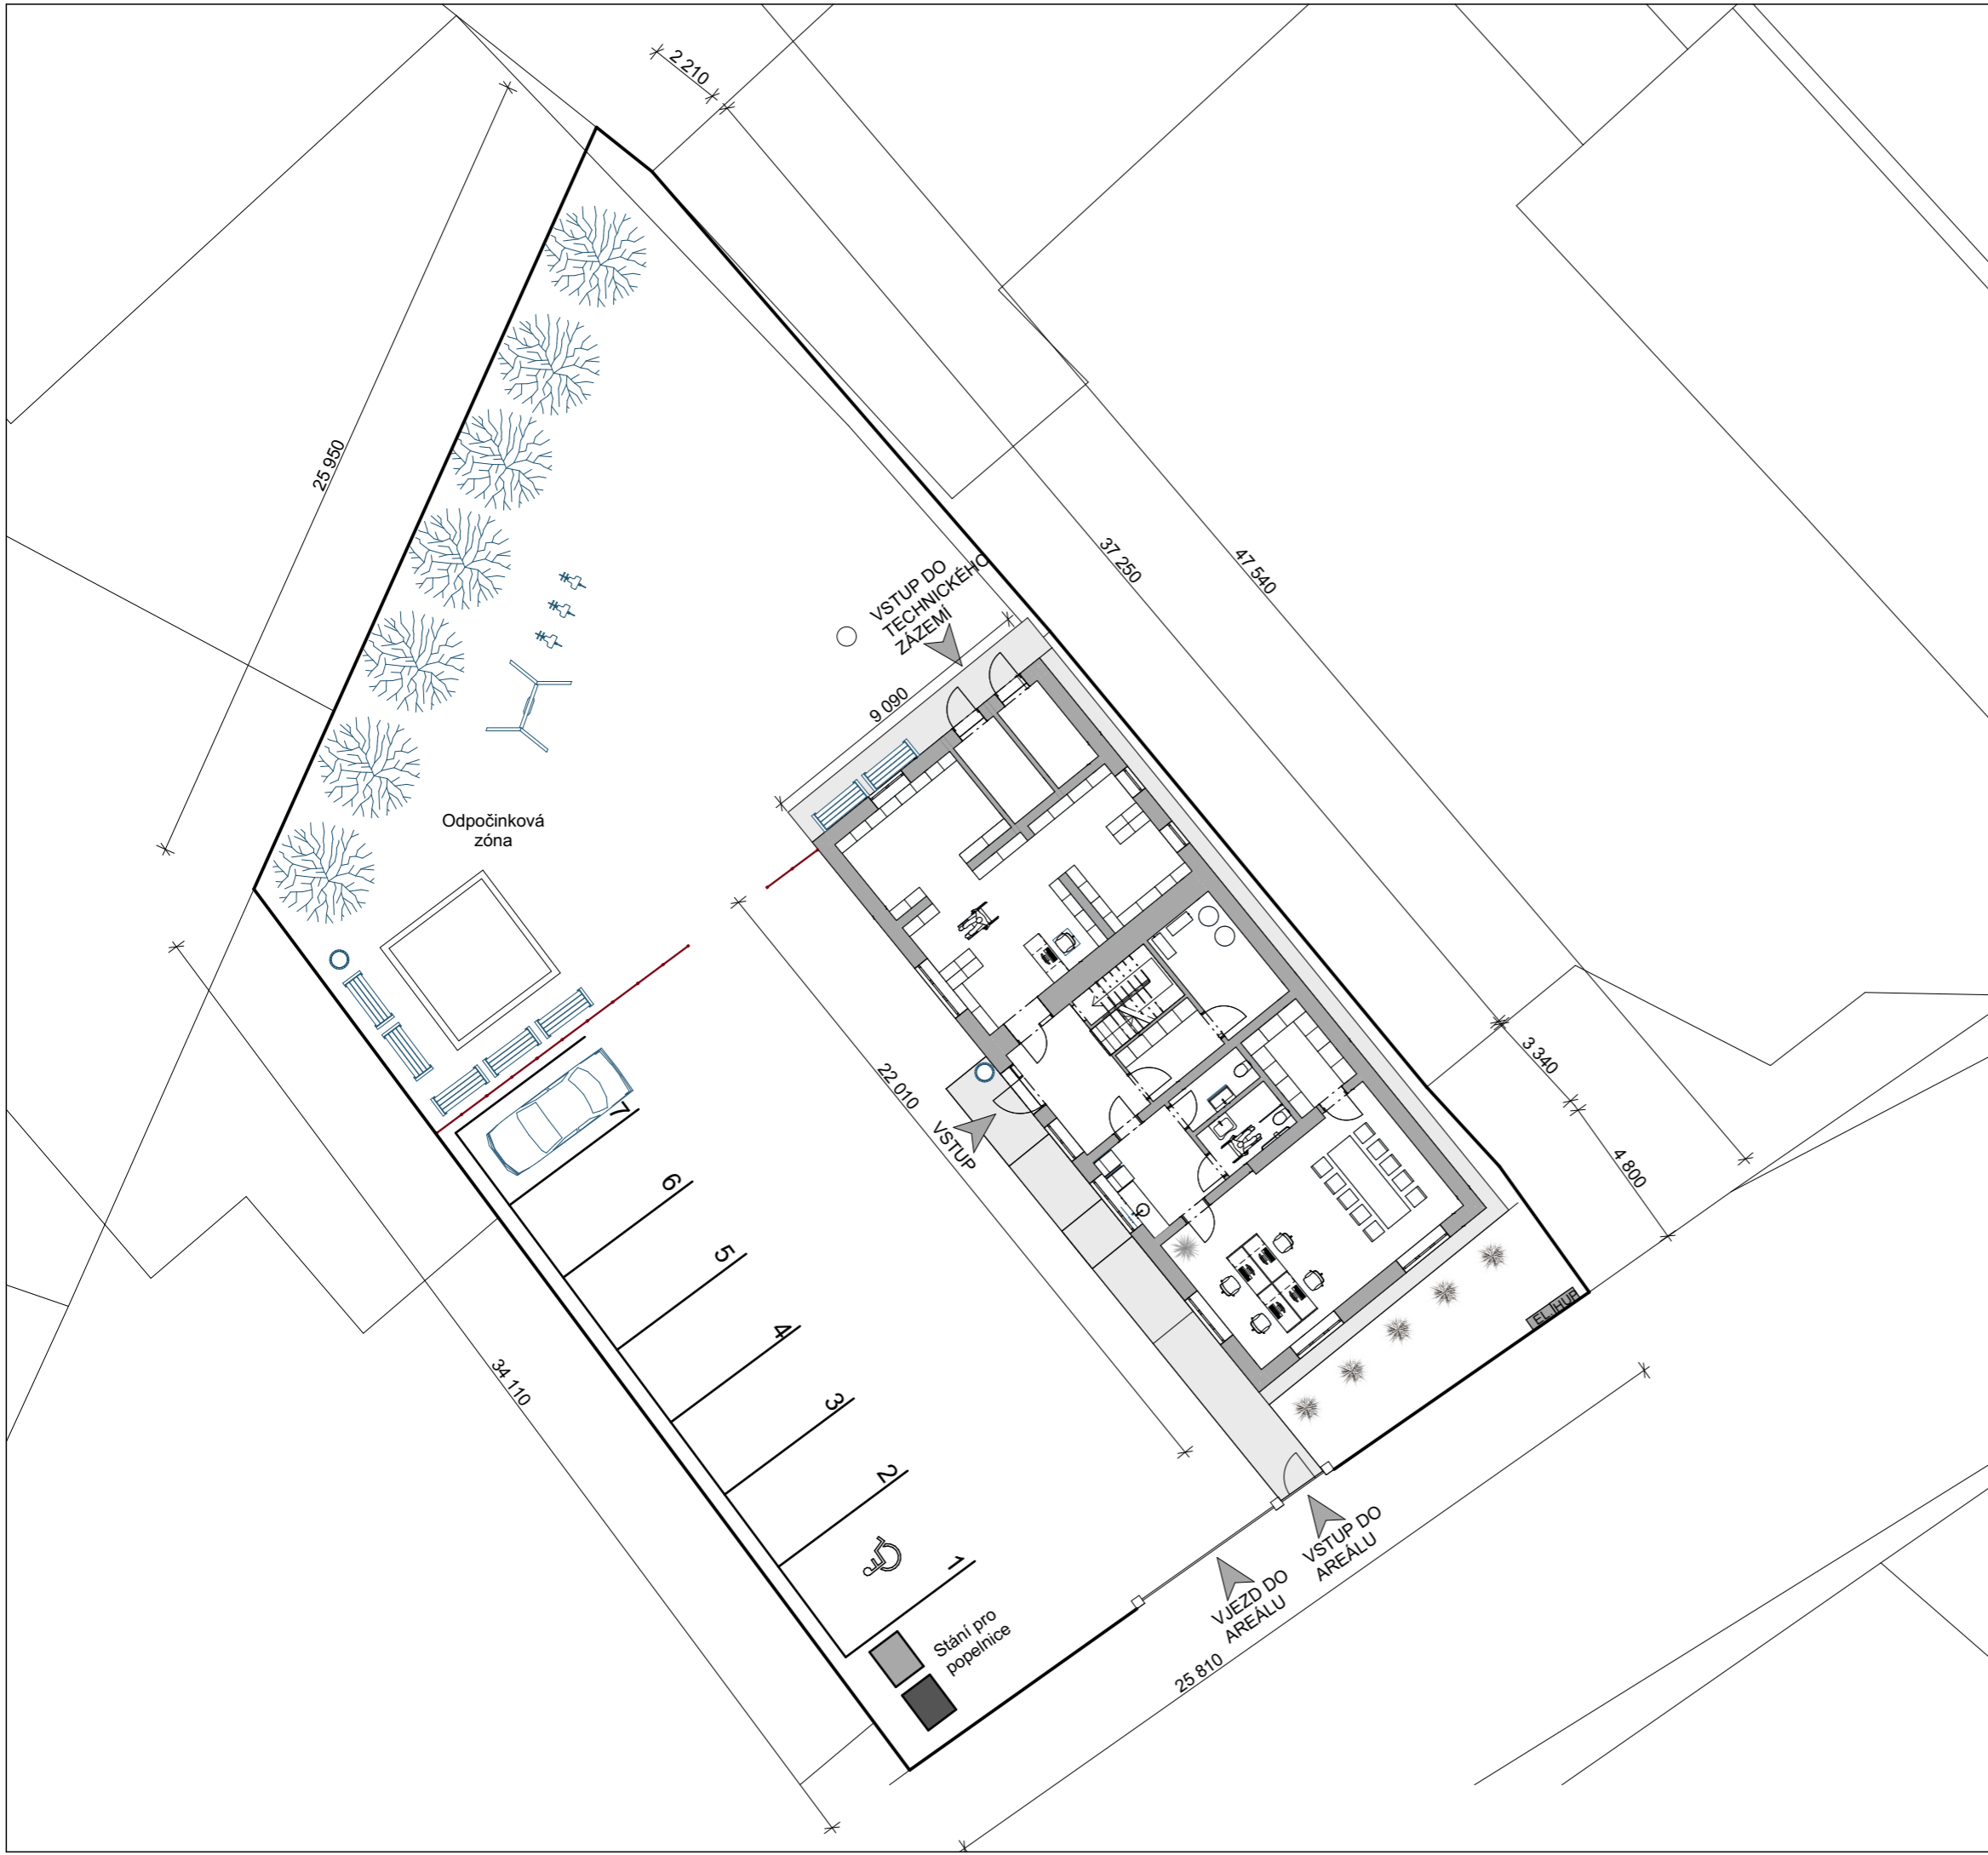 2 210
25 950
37 250
47 540
VSTUP DO
TECHNICKÉHO
ZÁZEMÍ
9 090
Odpočinková
zóna
22 010
VSTUP
3 340
4 800
7
6
5
4
3
2
1
34 110
EL.
HUP
VSTUP DO
AREÁLU
VJEZD DO
AREÁLU
Stání pro
popelnice
25 810